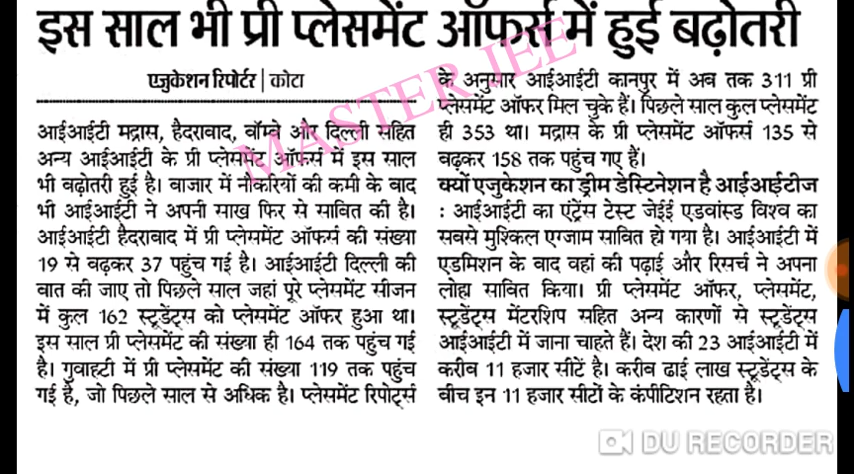 इस साल भी प्री प्लेसमेंट ऑफर्स में हुई बढ़ोतरी
एजुकेशन रिपोर्टर | कोटा
आईआईटी मद्रास, हैदराबाद, बॉम्बे और दिल्ली सहित
अन्य आईआईटी के प्री प्लेसमेंट ऑफर्स में इस साल
भी बढ़ोतरी हुई है। बाजार में नौकरियों की कमी के बाद
भी आईआईटी ने अपनी साख फिर से साबित की है।
आईआईटी हैदराबाद में प्री प्लेसमेंट ऑफर्स की संख्या
19 से बढ़कर 37 पहुंच गई है। आईआईटी दिल्ली की
बात की जाए तो पिछले साल जहां पूरे प्लेसमेंट सीजन
में कुल 162 स्टूडेंट्स को प्लेसमेंट ऑफर हुआ था।
इस साल प्री प्लेसमेंट की संख्या ही 164 तक पहुंच गई
है। गुवाहटी में प्री प्लेसमेंट की संख्या 119 तक पहुंच
गई है, जो पिछले साल से अधिक है। प्लेसमेंट रिपोर्ट्स
के अनुसार आईआईटी कानपुर में अब तक 311 प्री
प्लेसमेंट ऑफर मिल चुके हैं। पिछले साल कुल प्लेसमेंट
ही 353 था। मद्रास के प्री प्लेसमेंट ऑफर्स 135 से
बढ़कर 158 तक पहुंच गए हैं।
क्यों एजुकेशन का ड्रीम डेस्टिनेशन है आईआईटीज
: आईआईटी का एंट्रेंस टेस्ट जेईई एडवांस्ड विश्व का
सबसे मुश्किल एग्जाम साबित हो गया है। आईआईटी में
एडमिशन के बाद वहां की पढ़ाई और रिसर्च ने अपना
लोहा साबित किया। प्री प्लेसमेंट ऑफर, प्लेसमेंट,
स्टूडेंट्स मेंटरशिप सहित अन्य कारणों से स्टूडेंट्स
आईआईटी में जाना चाहते हैं। देश की 23 आईआईटी में
करीब 11 हजार सीटें है। करीब ढाई लाख स्टूडेंट्स के
बीच इन 11 हजार सीटों के कंपीटिशन रहता है।
MASTER JEE
DU RECORDER